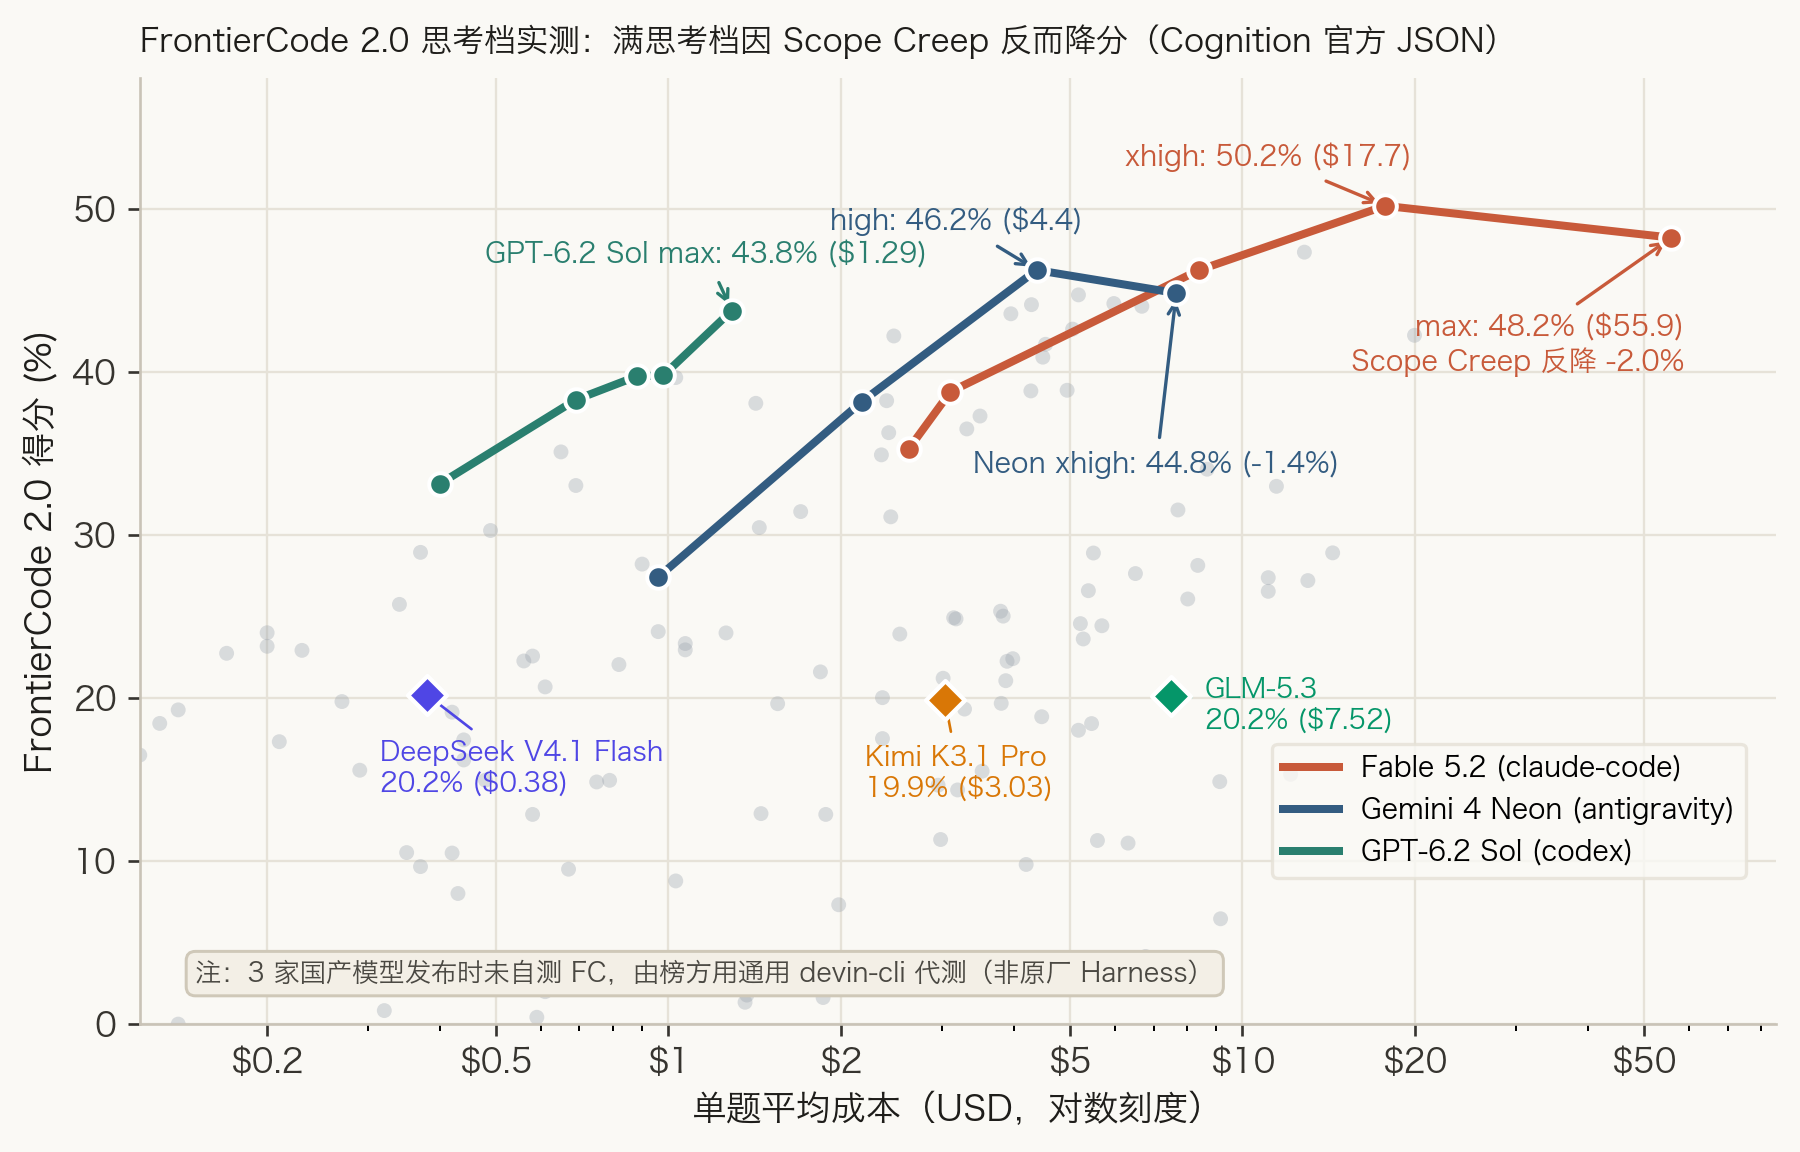 FrontierCode 2.0 思考档实测：满思考档因 Scope Creep 反而降分（Cognition 官方 JSON）
xhigh: 50.2% ($17.7)
high: 46.2% ($4.4)
GPT-6.2 Sol max: 43.8% ($1.29)
max: 48.2% ($55.9)
Scope Creep 反降 -2.0%
Neon xhigh: 44.8% (-1.4%)
GLM-5.3
20.2% ($7.52)
DeepSeek V4.1 Flash
20.2% ($0.38)
Kimi K3.1 Pro
19.9% ($3.03)
Fable 5.2 (claude-code)
Gemini 4 Neon (antigravity)
GPT-6.2 Sol (codex)
注：3 家国产模型发布时未自测 FC，由榜方用通用 devin-cli 代测（非原厂 Harness）
FrontierCode 2.0 得分 (%)
50
40
30
20
10
0
$0.2
$0.5
$1
$2
$5
$10
$20
$50
单题平均成本（USD，对数刻度）